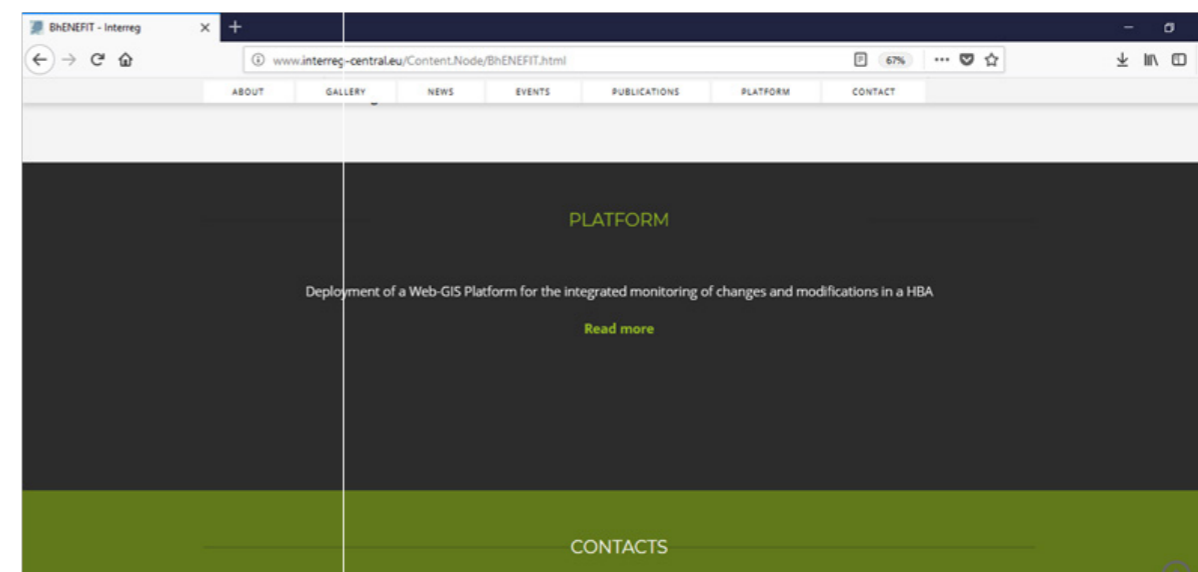 BhENEFIT - Interreg
www.interreg-central.eu/Content.Node/BhENEFIT.html 67%
ABOUT GALLERY NEWS EVENTS PUBLICATIONS PLATFORM CONTACT
PLATFORM
Deployment of a Web-GIS Platform for the integrated monitoring of changes and modifications in a HBA
Read more
CONTACTS